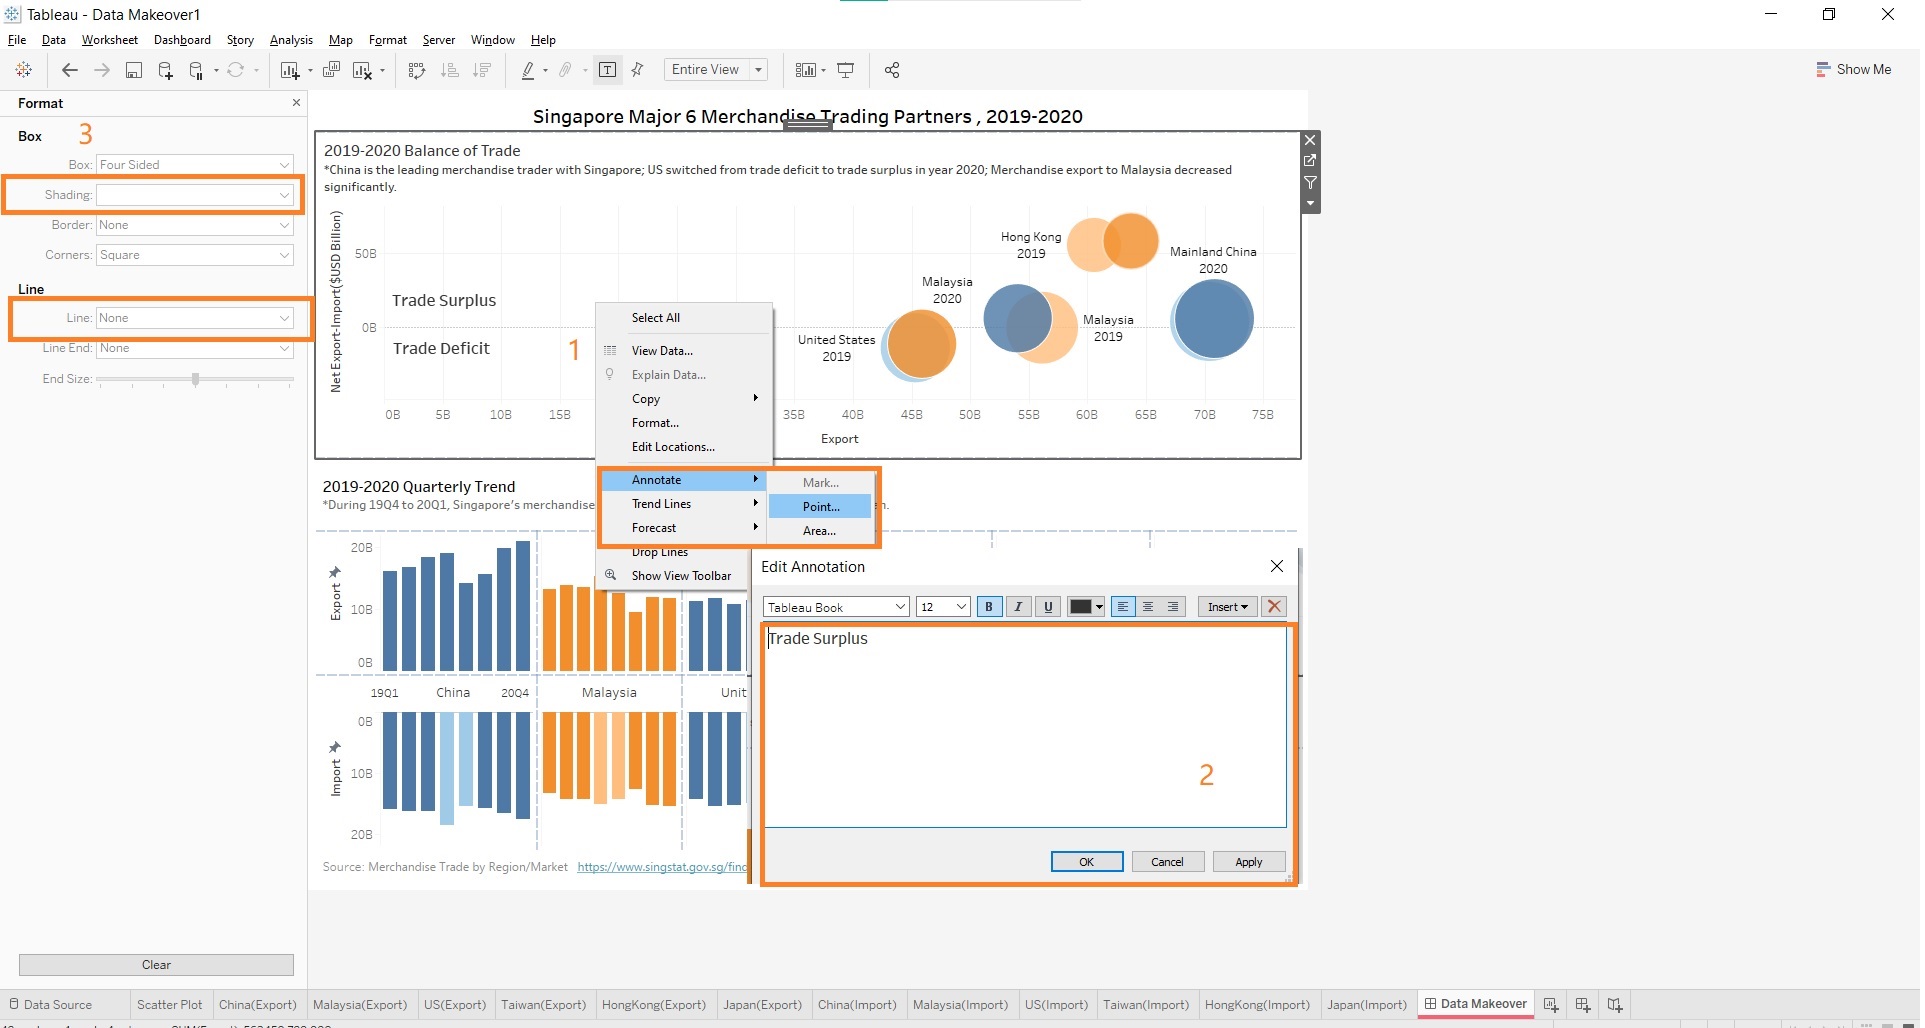 Tableau - Data Makeover1
File Data Worksheet Dashboard Story Analysis Map Format Server Window Help
T Entire View Show Me
Format
Box 3
Box: Four Sided
Shading:
Border: None
Corners: Square
Line
Line: None
Line End: None
End Size:
Clear
Singapore Major 6 Merchandise Trading Partners , 2019-2020
2019-2020 Balance of Trade
*China is the leading merchandise trader with Singapore; US switched from trade deficit to trade surplus in year 2020; Merchandise export to Malaysia decreased
significantly.
Net Export-Import($USD Billion)
50B
0B
Trade Surplus
Trade Deficit
Hong Kong
2019
Mainland China
2020
Malaysia
2020
Malaysia
2019
United States
2019
0B 5B 10B 15B 35B 40B 45B 50B 55B 60B 65B 70B 75B
Export
1
Select All
View Data...
Explain Data...
Copy
Format...
Edit Locations...
Annotate
Trend Lines
Forecast
Drop Lines
Show View Toolbar
Mark...
Point...
Area...
2019-2020 Quarterly Trend
*During 19Q4 to 20Q1, Singapore's merchandise
n.
Export
20B
10B
0B
19Q1 China 20Q4 Malaysia Unit
Import
0B
10B
20B
Source: Merchandise Trade by Region/Market https://www.singstat.gov.sg/find
Edit Annotation
Tableau Book 12 B I U Insert
Trade Surplus
2
OK Cancel Apply
Data Source Scatter Plot China(Export) Malaysia(Export) US(Export) Taiwan(Export) HongKong(Export) Japan(Export) China(Import) Malaysia(Import) US(Import) Taiwan(Import) HongKong(Import) Japan(Import) Data Makeover